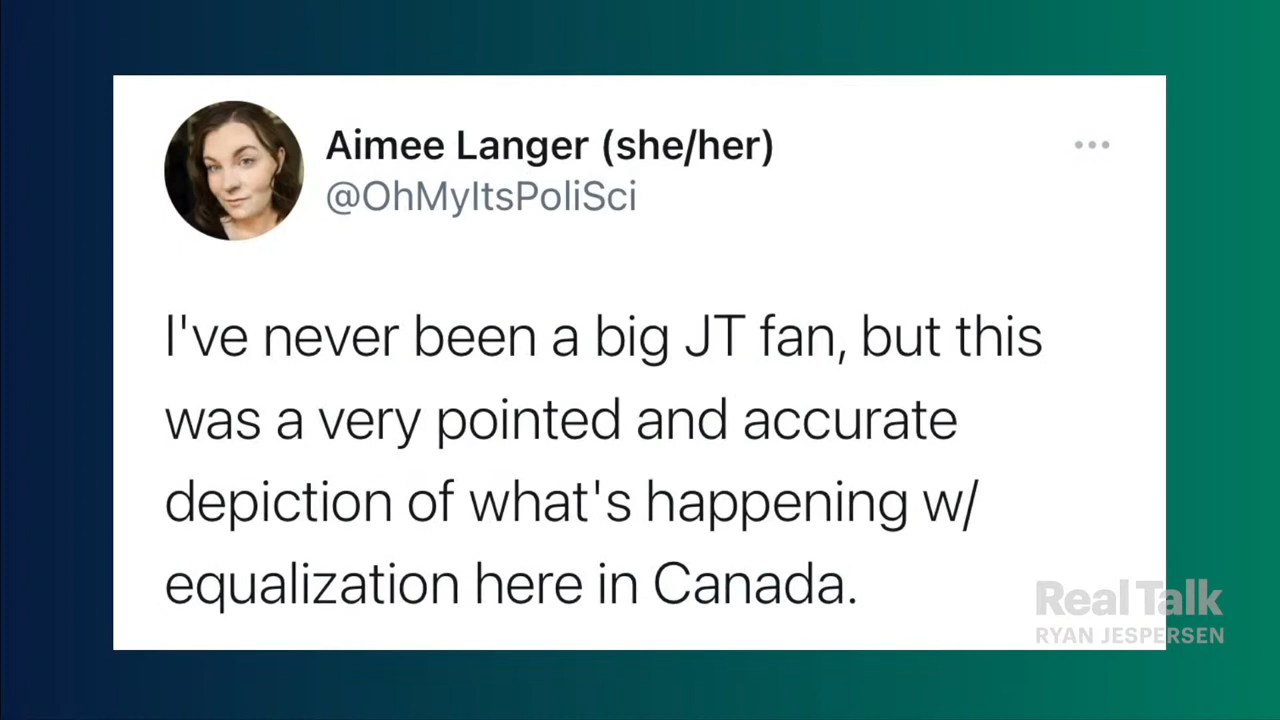 Aimee Langer (she/her)
@OhMyItsPoliSci
I've never been a big JT fan, but this
was a very pointed and accurate
depiction of what's happening w/
equalization here in Canada.
Real Talk
RYAN JESPERSEN